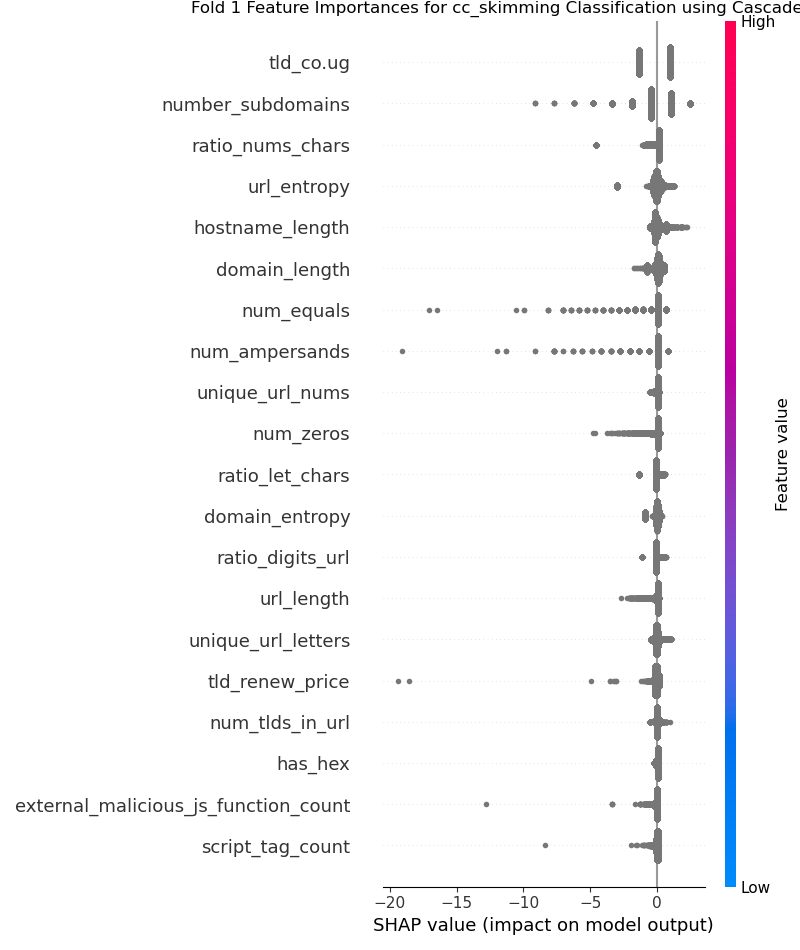 Fold 1 Feature Importances for cc_skimming Classification using Cascade
High
tld_co.ug
number_subdomains
ratio_nums_chars
url_entropy
hostname_length
domain_length
num_equals
num_ampersands
unique_url_nums
num_zeros
ratio_let_chars
domain_entropy
ratio_digits_url
url_length
unique_url_letters
tld_renew_price
num_tlds_in_url
has_hex
external_malicious_js_function_count
script_tag_count
Feature value
Low
−20 −15 −10 −5 0
SHAP value (impact on model output)